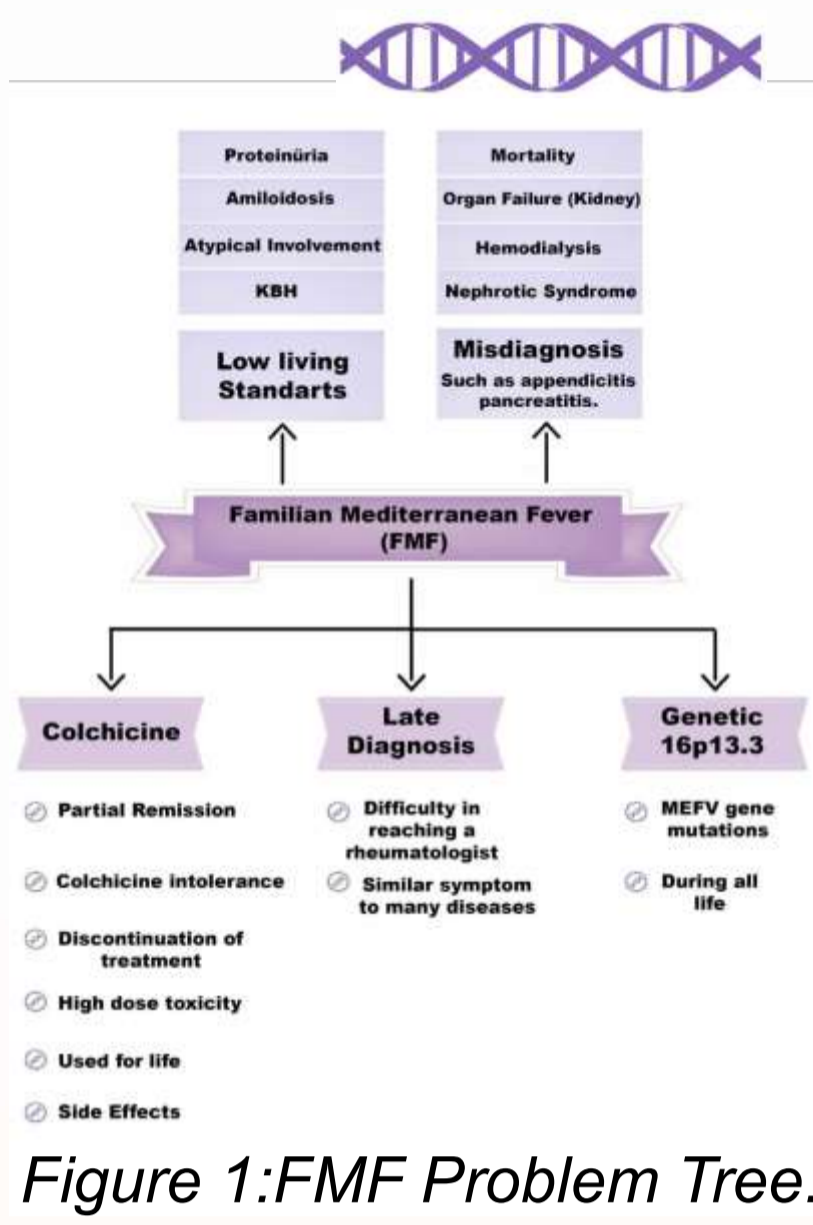 Proteinüria
Amiloidosis
Atypical Involvement
KBH
Low living
Standarts
Mortality
Organ Failure (Kidney)
Hemodialysis
Nephrotic Syndrome
Misdiagnosis
Such as appendicitis
pancreatitis.
Familian Mediterranean Fever
(FMF)
Colchicine
Partial Remission
Colchicine intolerance
Discontinuation of
treatment
High dose toxicity
Used for life
Side Effects
Late
Diagnosis
Difficulty in
reaching a
rheumatologist
Similar symptom
to many diseases
Genetic
16p13.3
MEFV gene
mutations
During all
life
Figure 1:FMF Problem Tree.